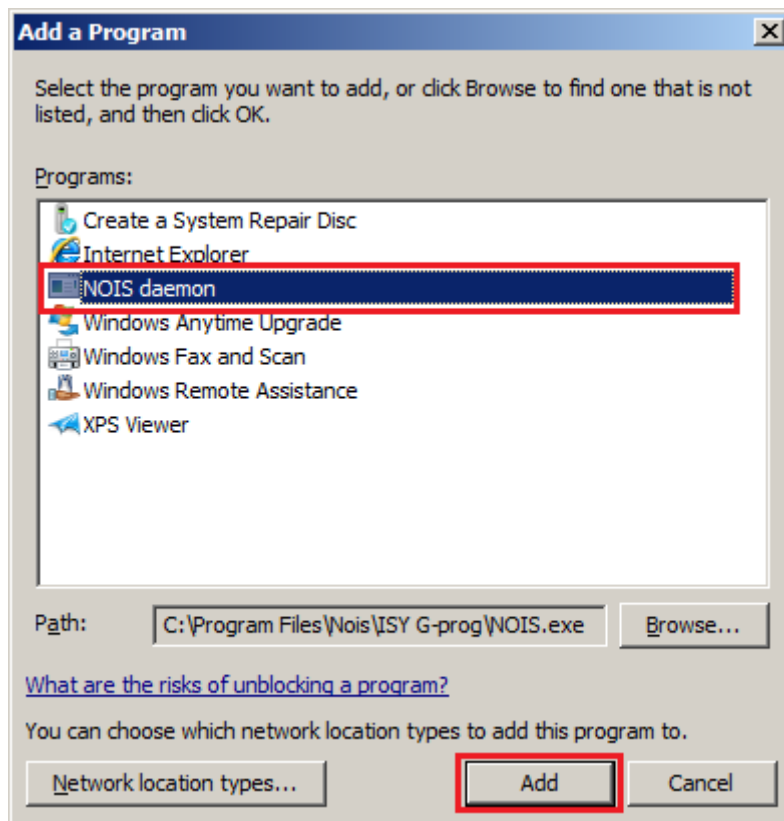 Add a Program
Select the program you want to add, or click Browse to find one that is not
listed, and then click OK.
Programs:
Create a System Repair Disc
Internet Explorer
NOIS daemon
Windows Anytime Upgrade
Windows Fax and Scan
Windows Remote Assistance
XPS Viewer
Path: C:\Program Files\Nois\ISY G-prog\NOIS.exe Browse...
What are the risks of unblocking a program?
You can choose which network location types to add this program to.
Network location types... Add Cancel